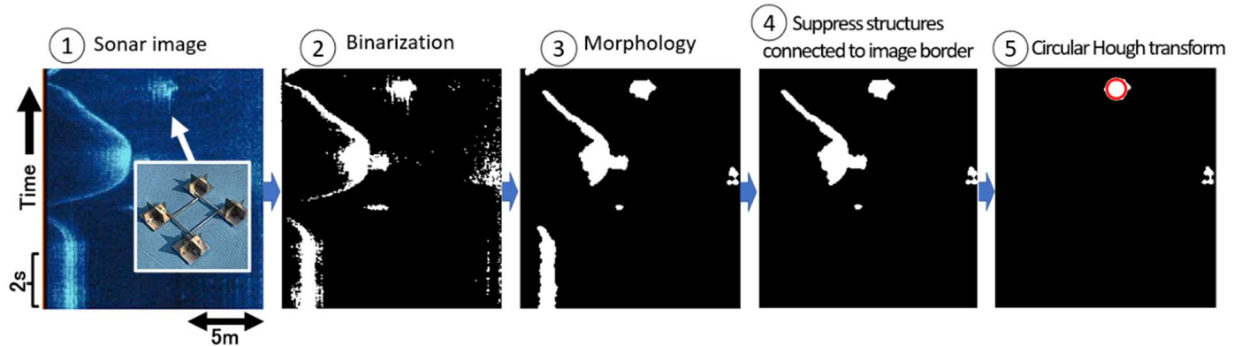 1 Sonar image
2 Binarization
3 Morphology
4 Suppress structures
connected to image border
5 Circular Hough transform
Time
2s
5m